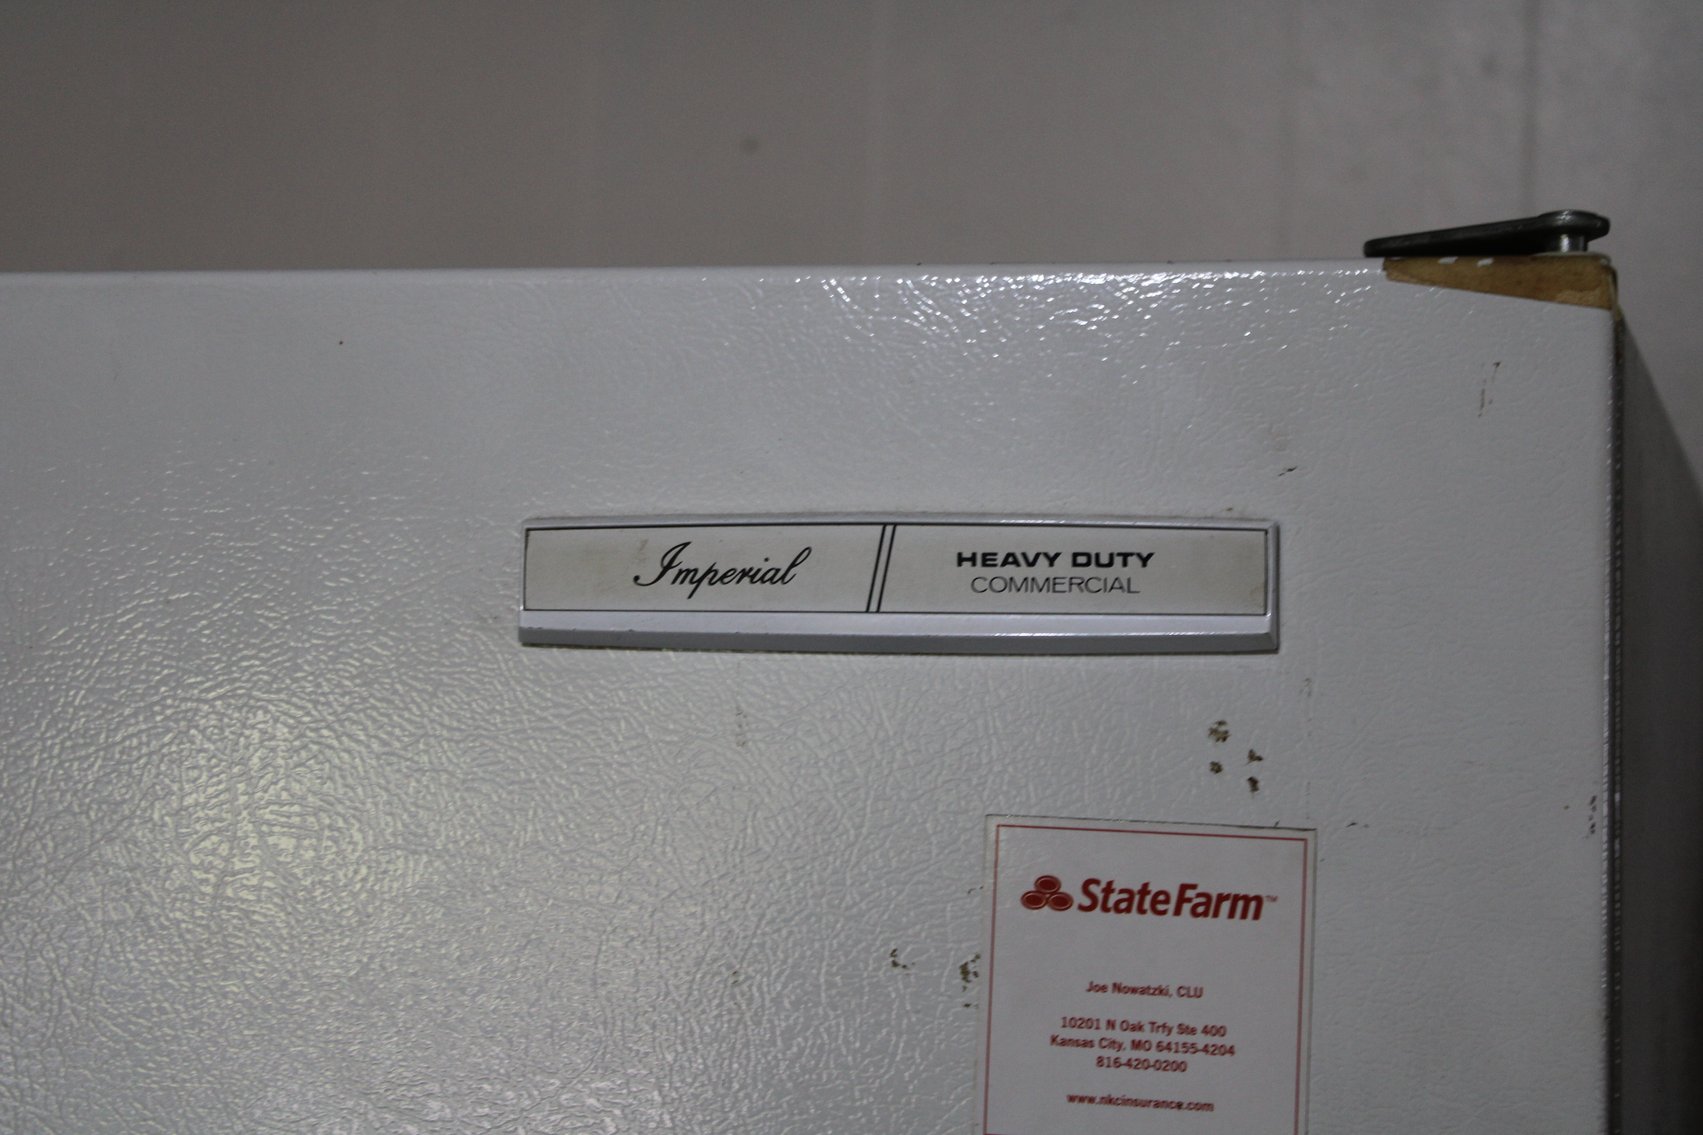 Imperial
HEAVY DUTY
COMMERCIAL
StateFarm™
Joe Nowatzki, CLU
10201 N Oak Trfy Ste 400
Kansas City, MO 64155-4204
816-420-0200
www.nkcinsurance.com